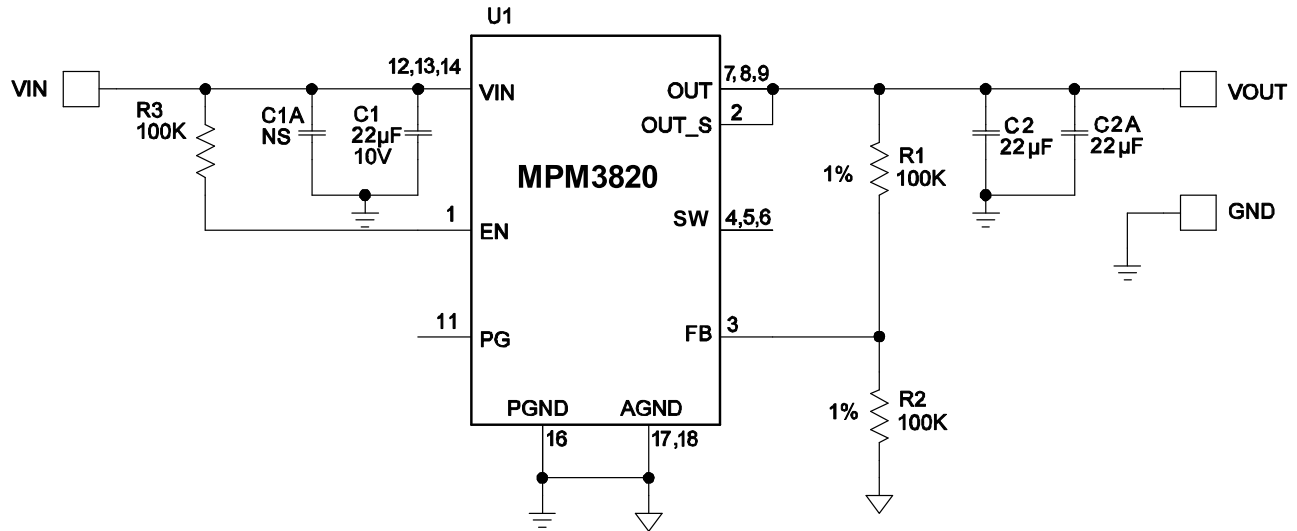 U1
VIN
R3
100K
C1A
NS
C1
22µF
10V
12,13,14
VIN
OUT
7,8,9
OUT_S
2
MPM3820
1%
R1
100K
C2
22µF
C2A
22µF
VOUT
GND
1
EN
SW
4,5,6
11
PG
FB
3
1%
R2
100K
PGND
AGND
16
17,18